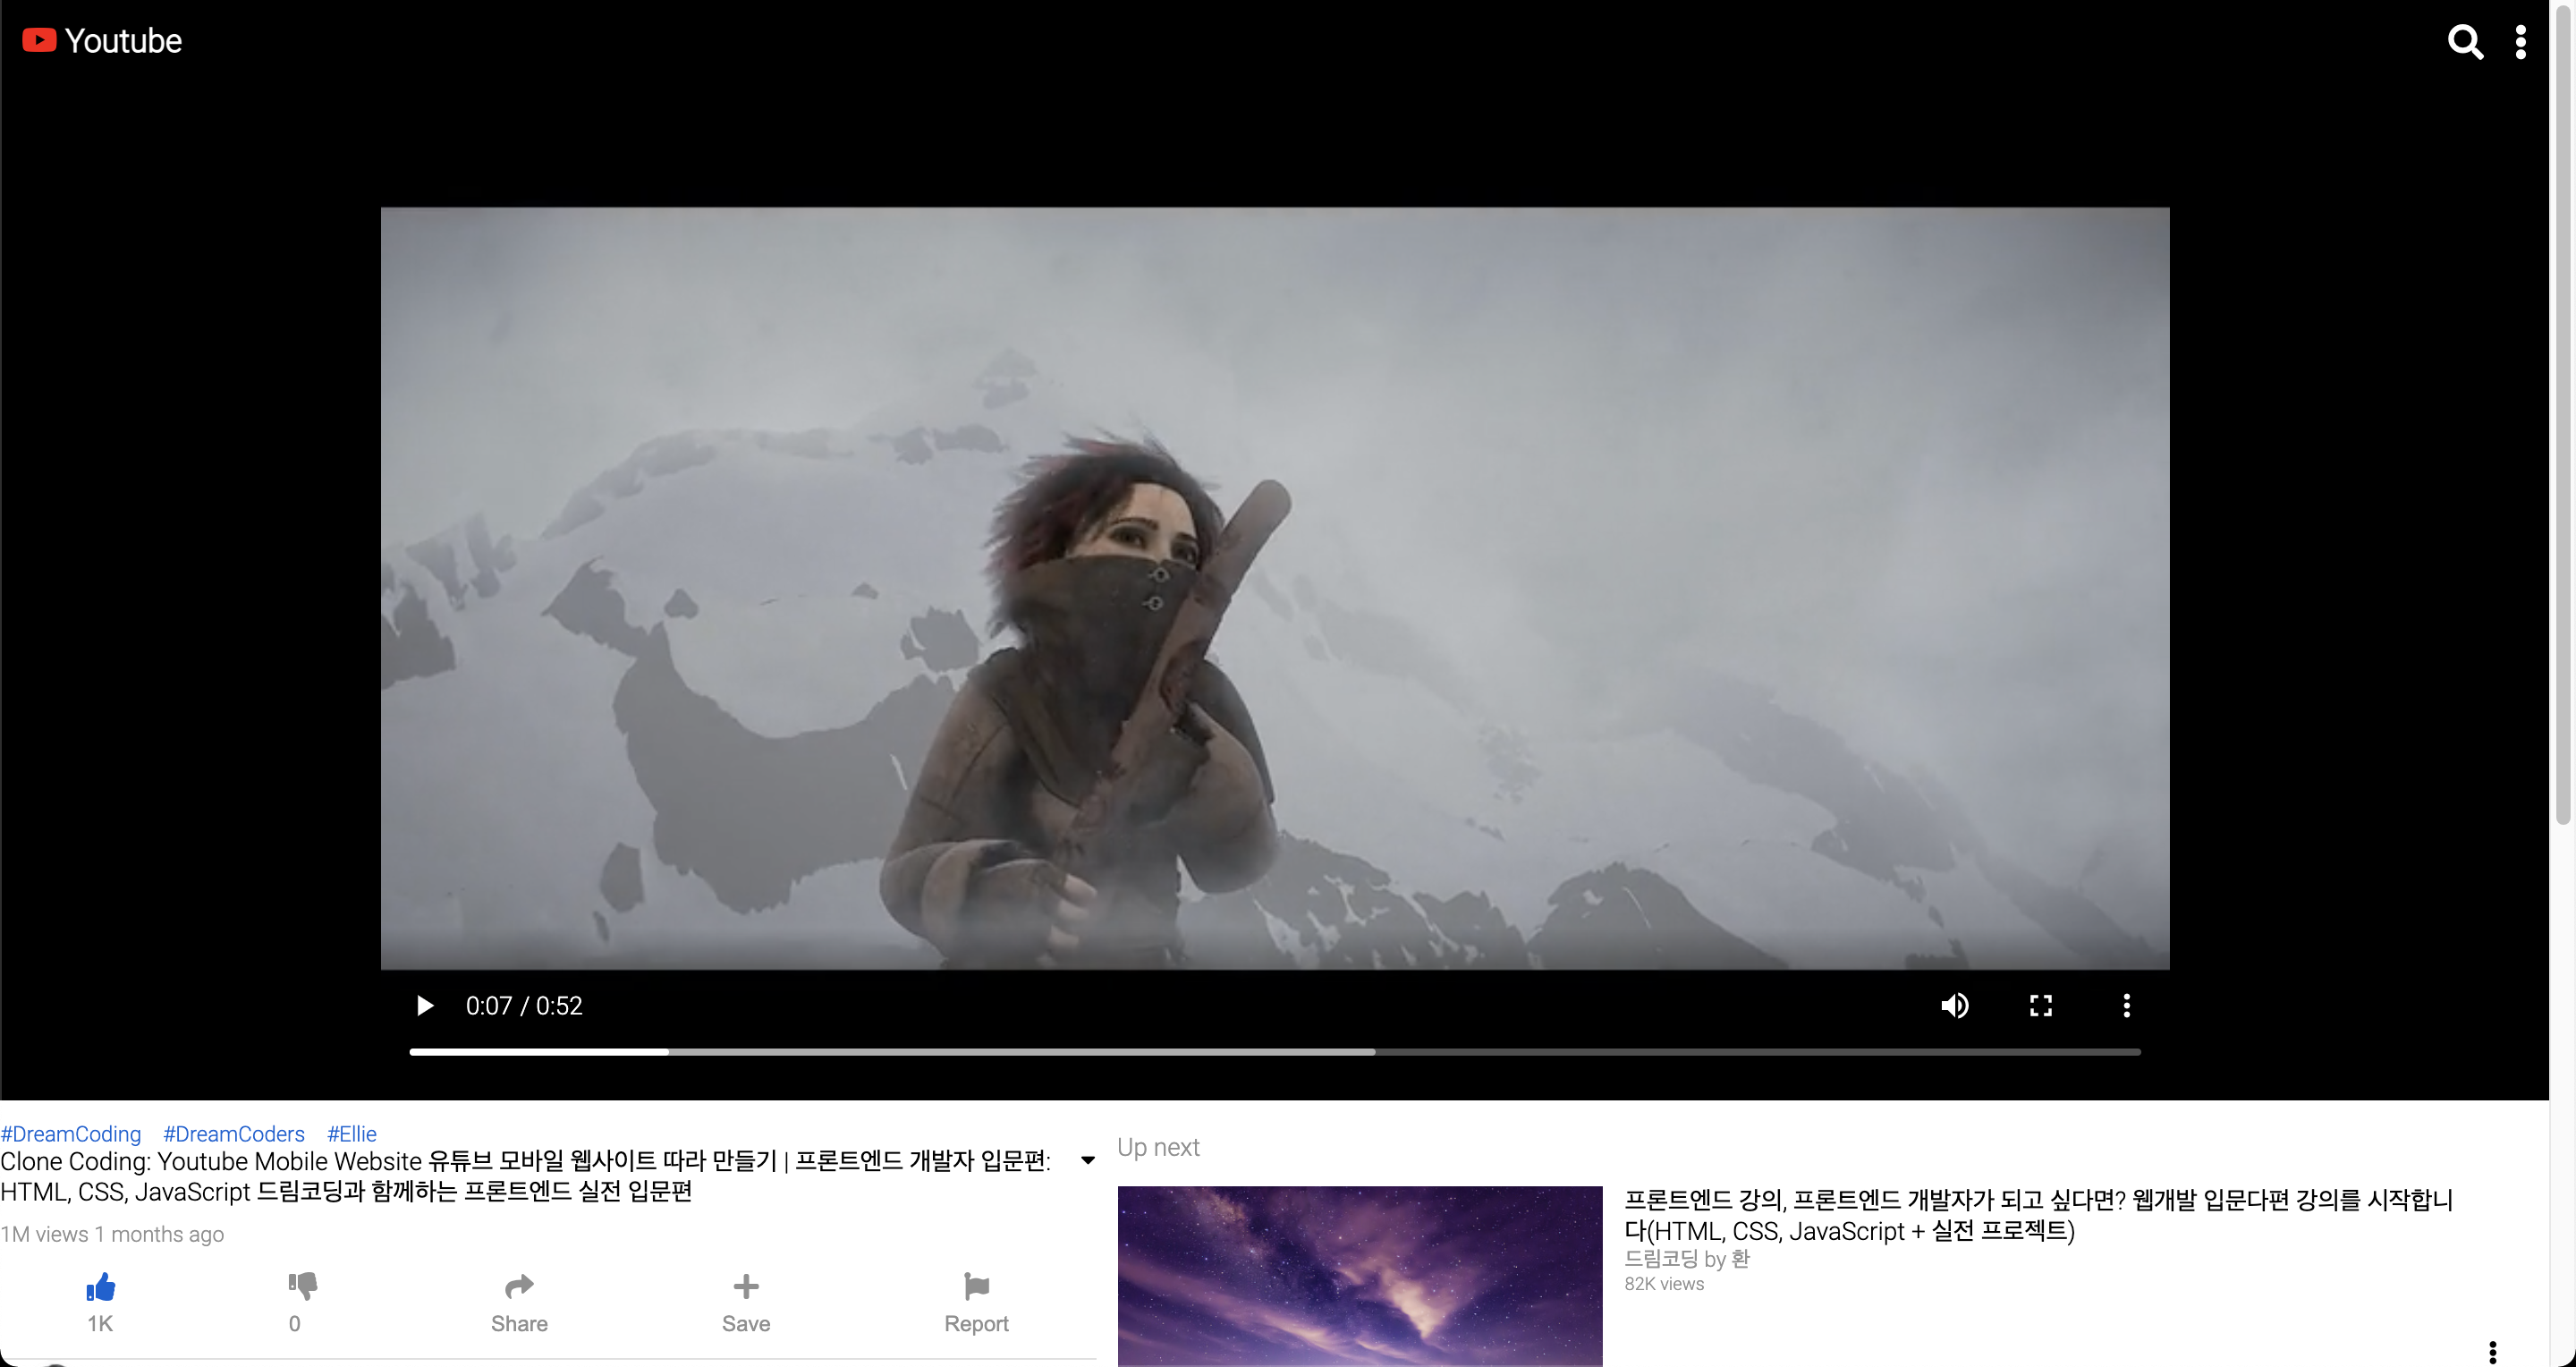 Youtube
0:07 / 0:52
#DreamCoding #DreamCoders #Ellie
Clone Coding: Youtube Mobile Website 유튜브 모바일 웹사이트 따라 만들기 | 프론트엔드 개발자 입문편:
HTML, CSS, JavaScript 드림코딩과 함께하는 프론트엔드 실전 입문편
1M views 1 months ago
1K
0
Share
Save
Report
Up next
프론트엔드 강의, 프론트엔드 개발자가 되고 싶다면? 웹개발 입문다편 강의를 시작합니
다(HTML, CSS, JavaScript + 실전 프로젝트)
드림코딩 by 환
82K views